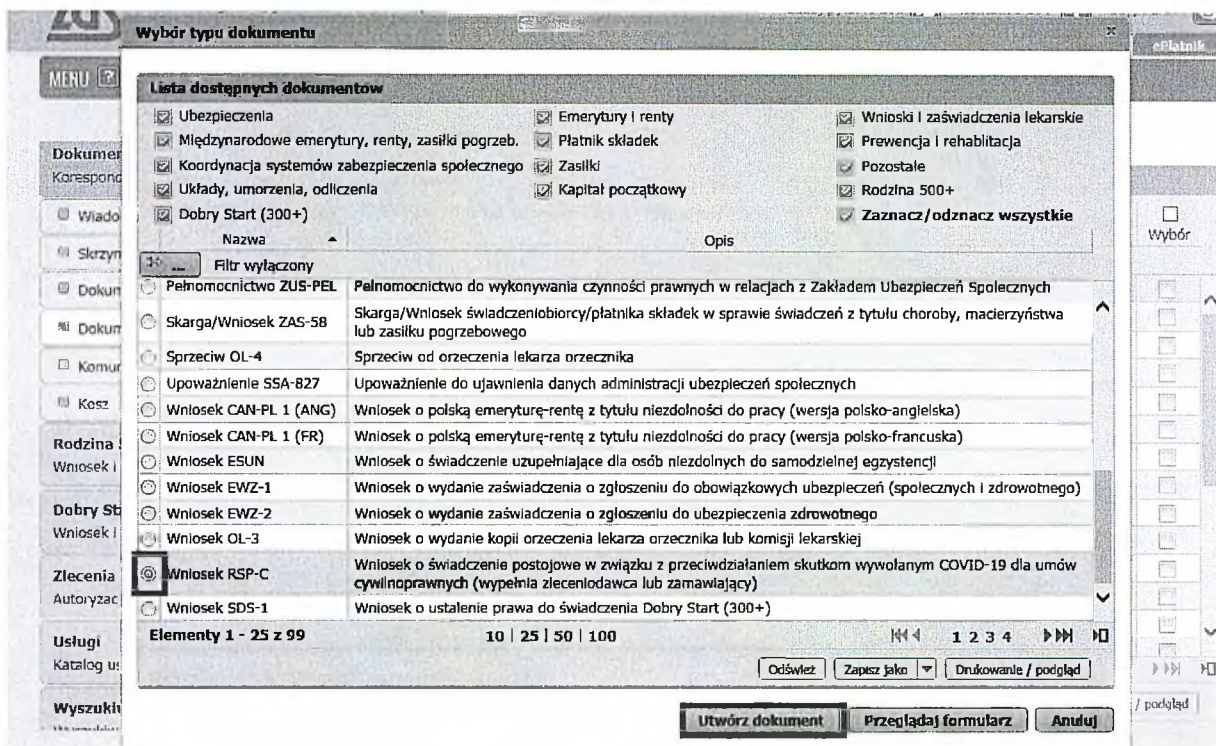 ZUS
Wybór typu dokumentu
x
ePłatnik
MENU ?
Lista dostępnych dokumentów
Ubezpieczenia
Emerytury i renty
Wnioski i zaświadczenia lekarskie
Międzynarodowe emerytury, renty, zasiłki pogrzeb.
Płatnik składek
Prewencja i rehabilitacja
Koordynacja systemów zabezpieczenia społecznego
Zasiłki
Pozostałe
Układy, umorzenia, odliczenia
Kapitał początkowy
Rodzina 500+
Dobry Start (300+)
Zaznacz/odznacz wszystkie
Nazwa
Opis
Filtr wyłączony
Pełnomocnictwo ZUS-PEL
Pełnomocnictwo do wykonywania czynności prawnych w relacjach z Zakładem Ubezpieczeń Społecznych
Skarga/Wniosek ZAS-58
Skarga/Wniosek świadczeniobiorcy/płatnika składek w sprawie świadczeń z tytułu choroby, macierzyństwa
lub zasiłku pogrzebowego
Sprzeciw OL-4
Sprzeciw od orzeczenia lekarza orzecznika
Upoważnienie SSA-827
Upoważnienie do ujawnienia danych administracji ubezpieczeń społecznych
Wniosek CAN-PL 1 (ANG)
Wniosek o polską emeryturę-rentę z tytułu niezdolności do pracy (wersja polsko-angielska)
Wniosek CAN-PL 1 (FR)
Wniosek o polską emeryturę-rentę z tytułu niezdolności do pracy (wersja polsko-francuska)
Wniosek ESUN
Wniosek o świadczenie uzupełniające dla osób niezdolnych do samodzielnej egzystencji
Wniosek EWZ-1
Wniosek o wydanie zaświadczenia o zgłoszeniu do obowiązkowych ubezpieczeń (społecznych i zdrowotnego)
Wniosek EWZ-2
Wniosek o wydanie zaświadczenia o zgłoszeniu do ubezpieczenia zdrowotnego
Wniosek OL-3
Wniosek o wydanie kopii orzeczenia lekarza orzecznika lub komisji lekarskiej
Wniosek RSP-C
Wniosek o świadczenie postojowe w związku z przeciwdziałaniem skutkom wywołanym COVID-19 dla umów
cywilnoprawnych (wypełnia zleceniodawca lub zamawiający)
Wniosek SDS-1
Wniosek o ustalenie prawa do świadczenia Dobry Start (300+)
Elementy 1 - 25 z 99
10 | 25 | 50 | 100
1 2 3 4
Odśwież
Zapisz jako
Drukowanie / podgląd
Utwórz dokument
Przeglądaj formularz
Anuluj
Dokumen
Korespond
Wiado
Skrzyn
Dokum
Dokum
Komun
Kosz
Rodzina
Wniosek i
Dobry St
Wniosek i
Zlecenia
Autoryzac
Usługi
Katalog us
Wyszuki
Wybór
/ podgląd